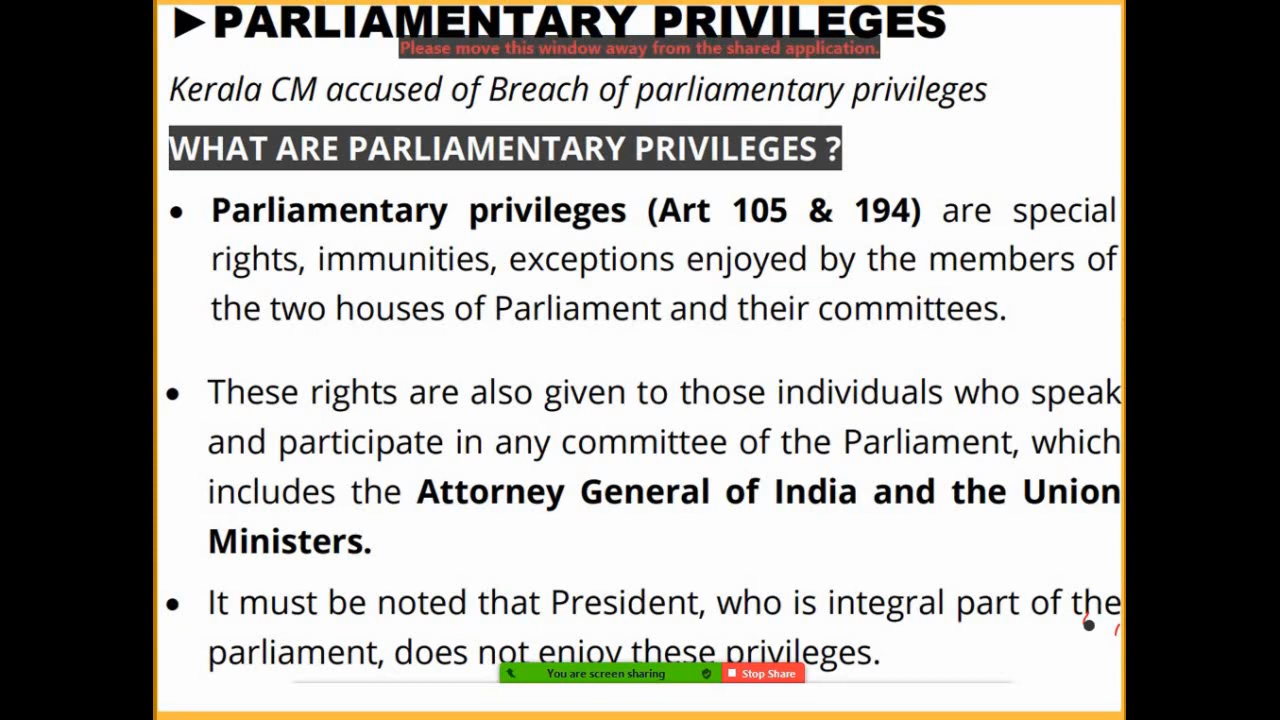 ►PARLIAMENTARY PRIVILEGES
Please move this window away from the shared application.
Kerala CM accused of Breach of parliamentary privileges
WHAT ARE PARLIAMENTARY PRIVILEGES ?
• Parliamentary privileges (Art 105 & 194) are special
rights, immunities, exceptions enjoyed by the members of
the two houses of Parliament and their committees.
• These rights are also given to those individuals who speak
and participate in any committee of the Parliament, which
includes the Attorney General of India and the Union
Ministers.
• It must be noted that President, who is integral part of the
parliament, does not enjoy these privileges.
You are screen sharing
Stop Share